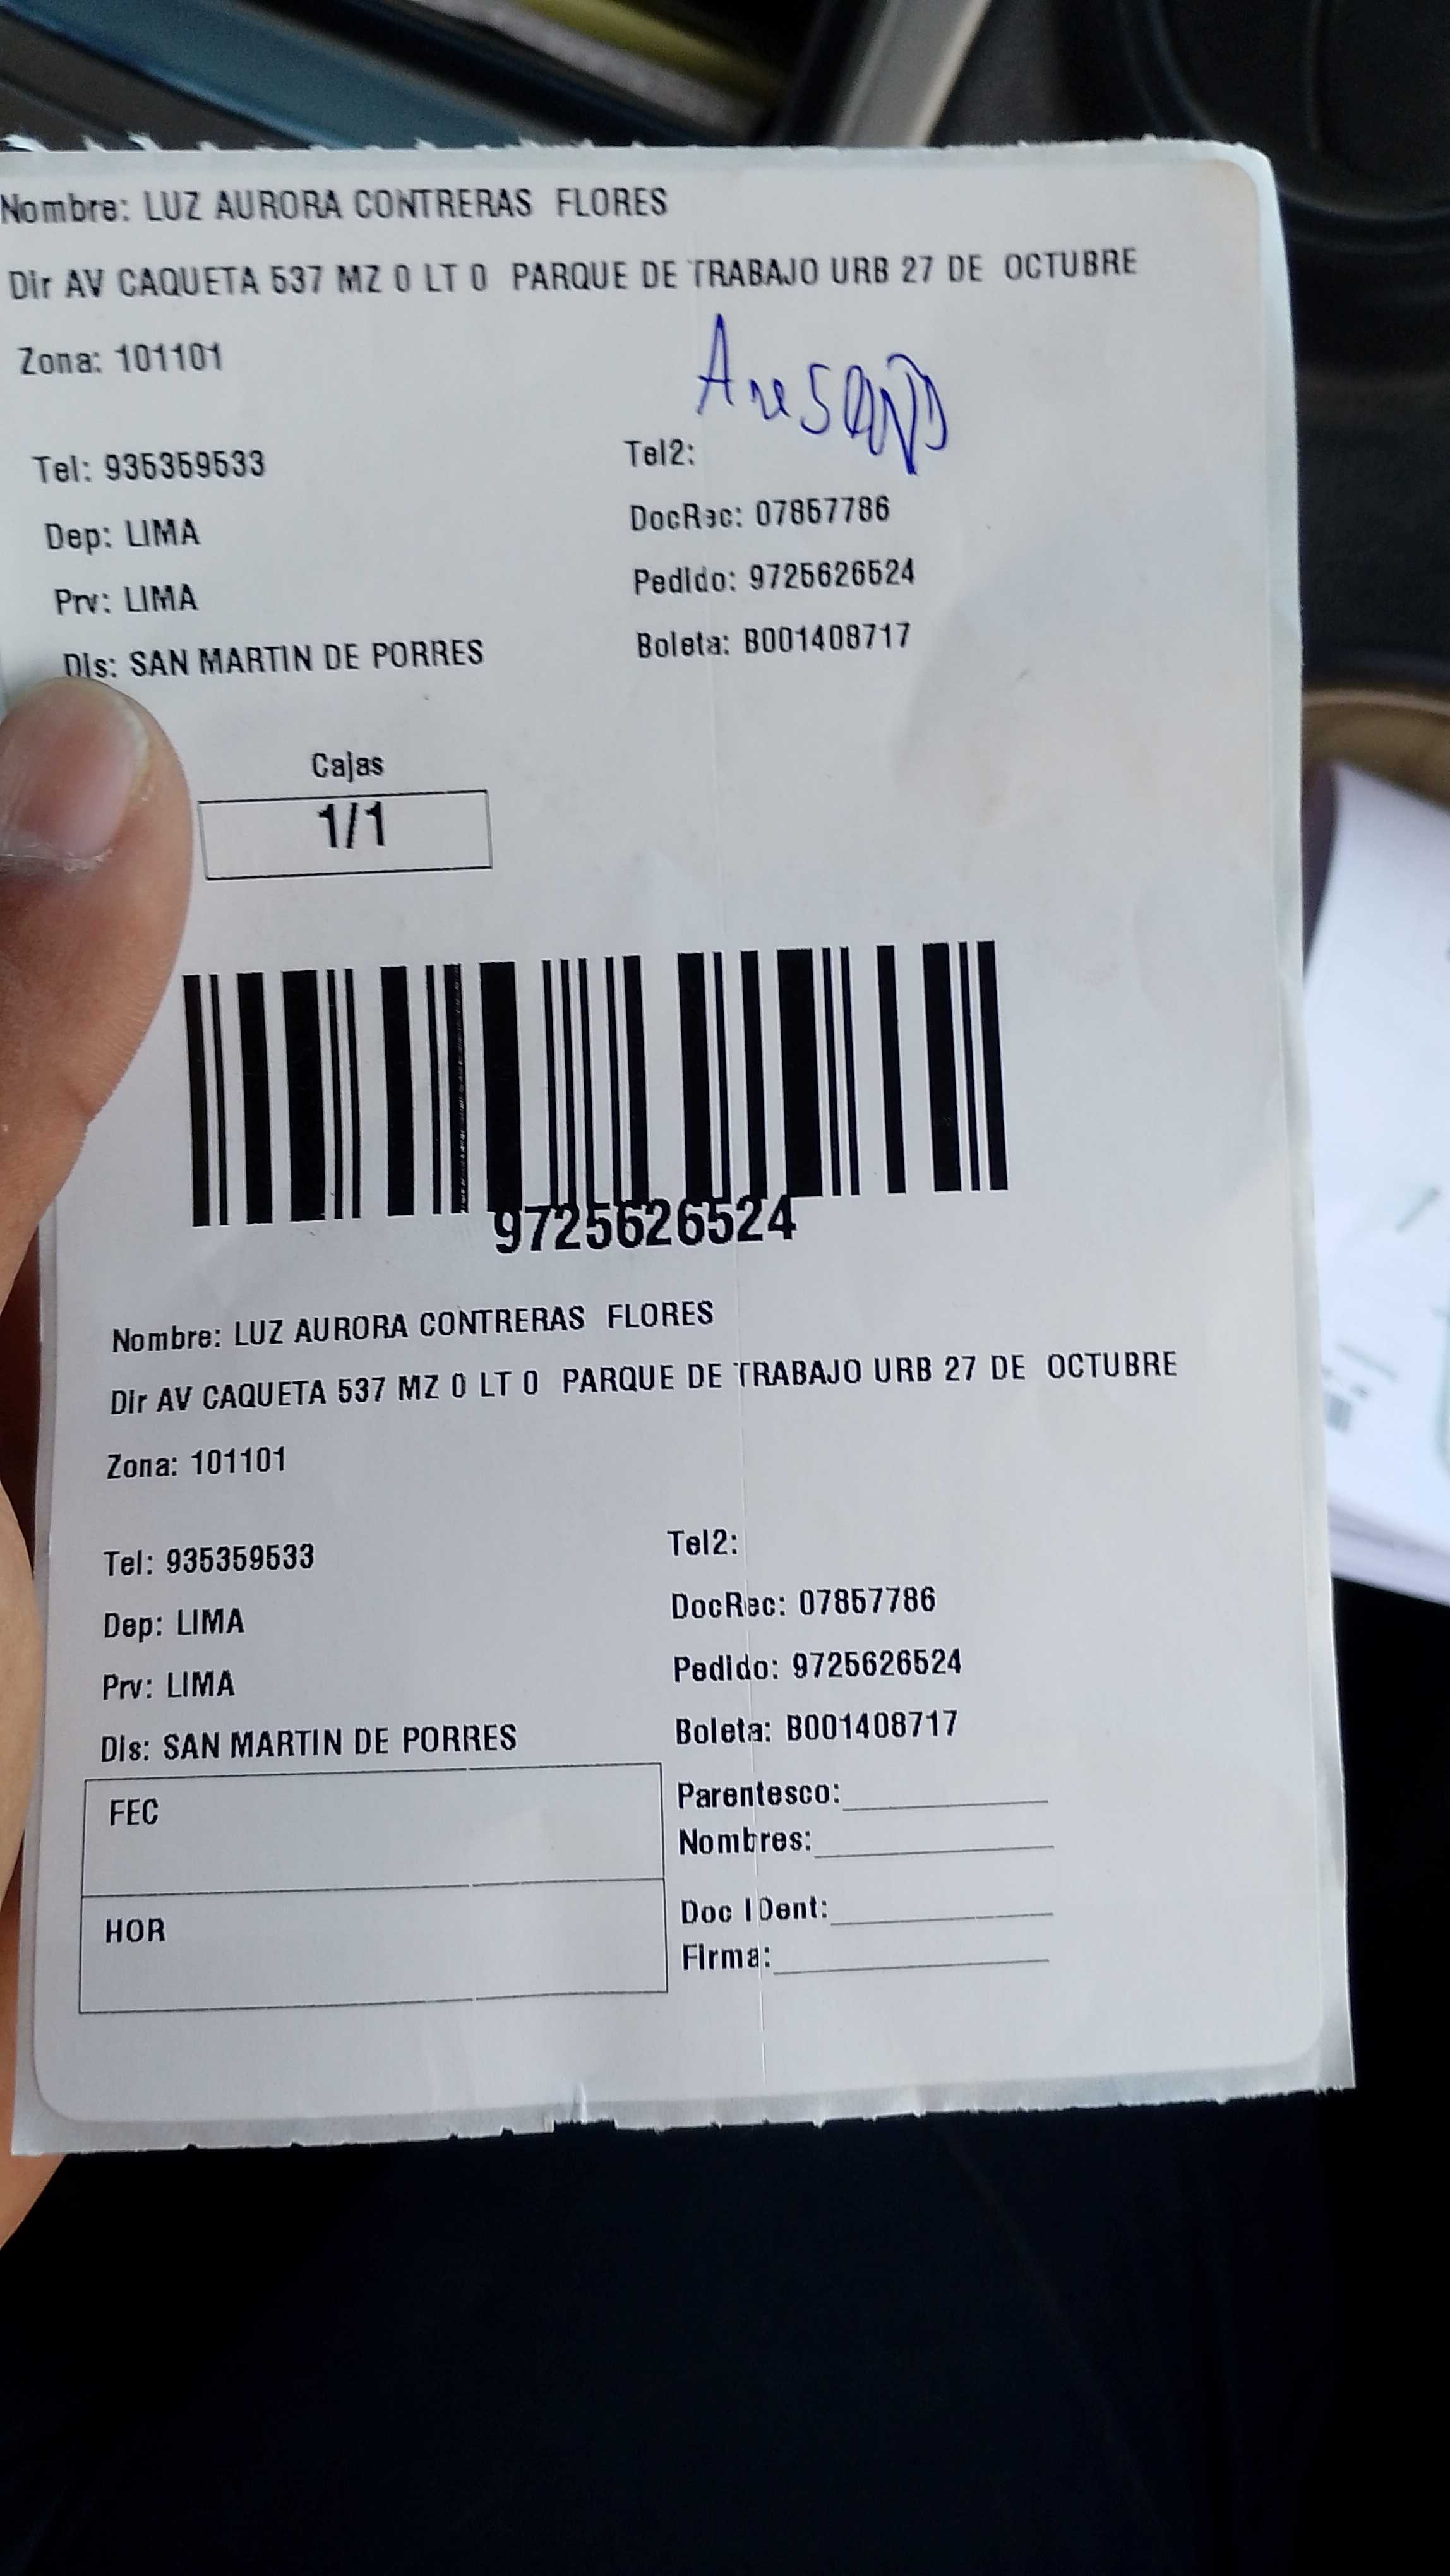 Nombre: LUZ AURORA CONTRERAS FLORES
Dir AV CAQUETA 537 MZ 0 LT 0 PARQUE DE TRABAJO URB 27 DE OCTUBRE
Zona: 101101
Tel: 935359533 Tel2:
Dep: LIMA DocRec: 07857786
Prv: LIMA Pedido: 9725626524
Dis: SAN MARTIN DE PORRES Boleta: B001408717
Cajas
1/1
9725626524
Nombre: LUZ AURORA CONTRERAS FLORES
Dir AV CAQUETA 537 MZ 0 LT 0 PARQUE DE TRABAJO URB 27 DE OCTUBRE
Zona: 101101
Tel: 935359533 Tel2:
Dep: LIMA DocRec: 07857786
Prv: LIMA Pedido: 9725626524
Dis: SAN MARTIN DE PORRES Boleta: B001408717
FEC Parentesco:
Nombres:
HOR Doc IDent:
Firma: